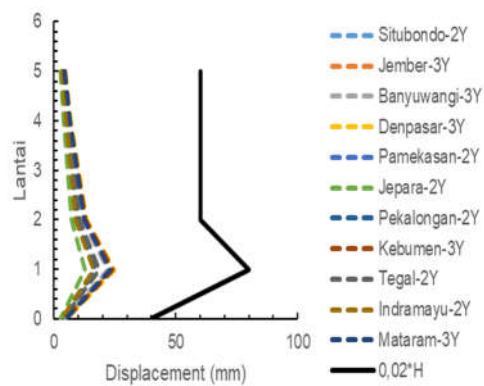 Lantai
6
5
4
3
2
1
0
0 50 100
Displacement (mm)
Situbondo-2Y
Jember-3Y
Banyuwangi-3Y
Denpasar-3Y
Pamekasan-2Y
Jepara-2Y
Pekalongan-2Y
Kebumen-3Y
Tegal-2Y
Indramayu-2Y
Mataram-3Y
0,02*H